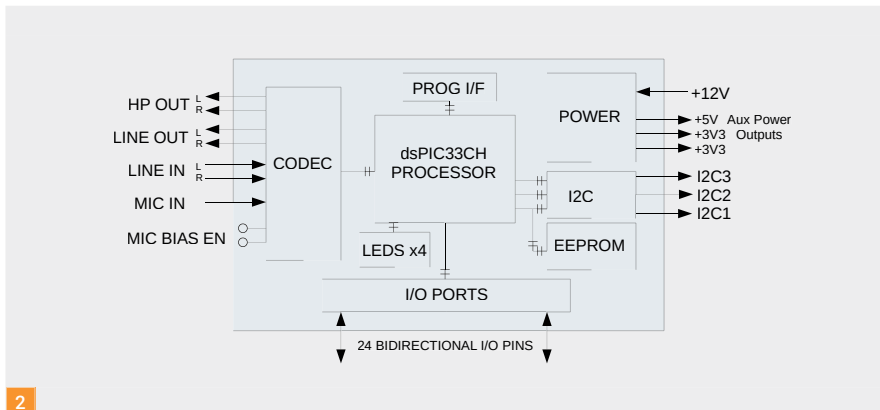 PROG I/F
+12V
HP OUT L
R
POWER
+5V Aux Power
LINE OUT L
R
dsPIC33CH
PROCESSOR
+3V3 Outputs
+3V3
LINE IN L
R
CODEC
I2C3
MIC IN
I2C
I2C2
I2C1
MIC BIAS EN
LEDS x4
EEPROM
I/O PORTS
24 BIDIRECTIONAL I/O PINS
2